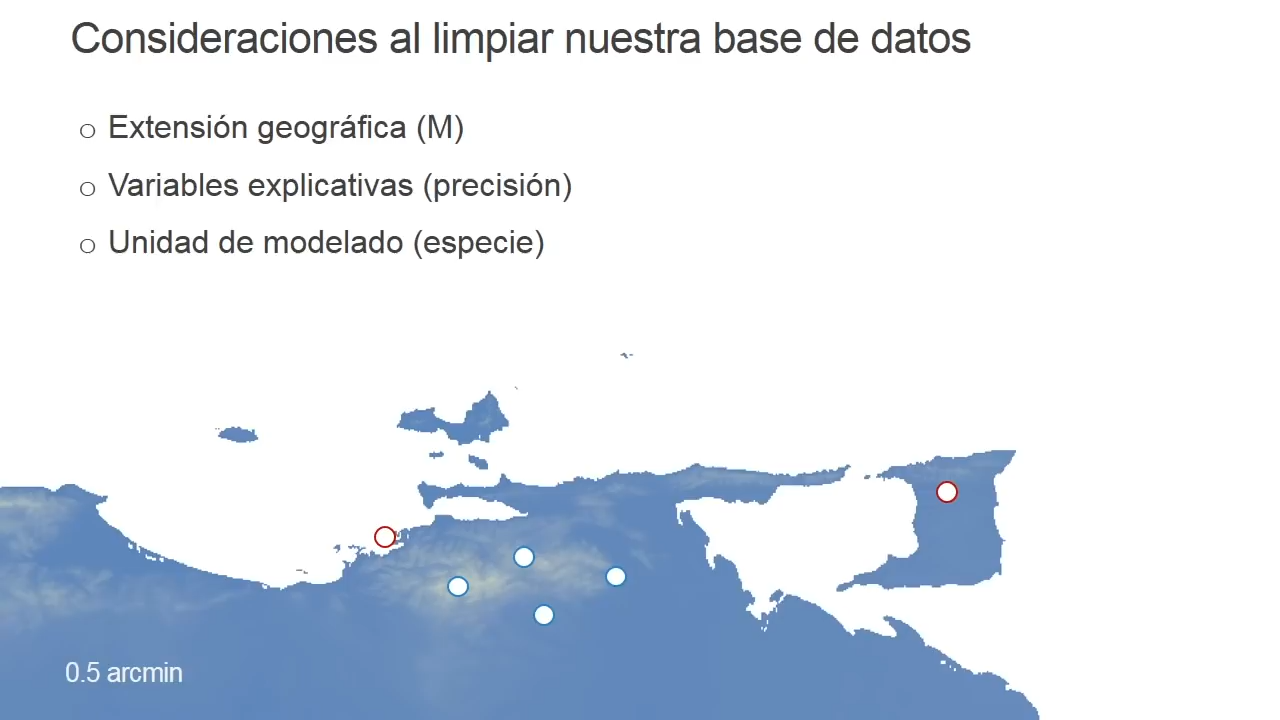 Consideraciones al limpiar nuestra base de datos
Extensión geográfica (M)
Variables explicativas (precisión)
Unidad de modelado (especie)
0.5 arcmin